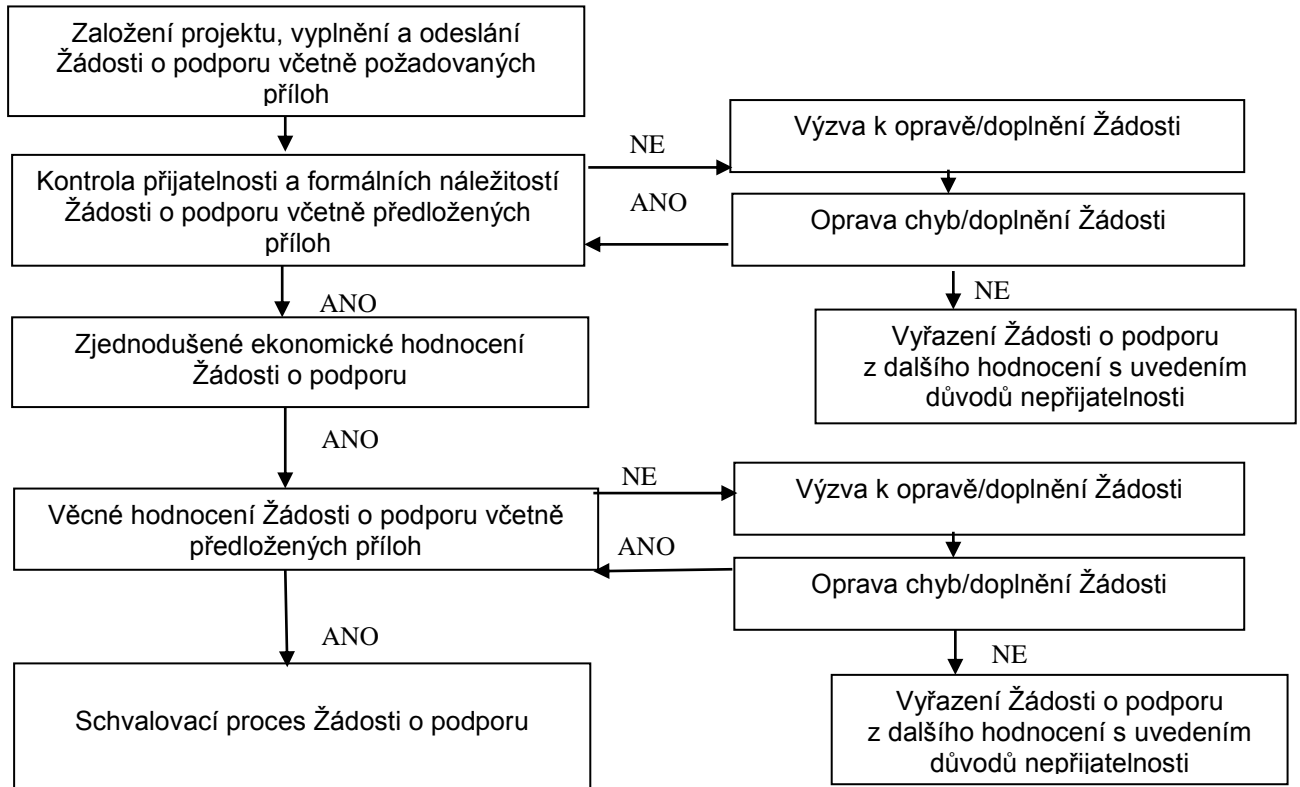 Založení projektu, vyplnění a odeslání
Žádosti o podporu včetně požadovaných
příloh
NE
Výzva k opravě/doplnění Žádosti
Kontrola přijatelnosti a formálních náležitostí
Žádosti o podporu včetně předložených
příloh
ANO
Oprava chyb/doplnění Žádosti
ANO
NE
Zjednodušené ekonomické hodnocení
Žádosti o podporu
Vyřazení Žádosti o podporu
z dalšího hodnocení s uvedením
důvodů nepřijatelnosti
ANO
NE
Výzva k opravě/doplnění Žádosti
Věcné hodnocení Žádosti o podporu včetně
předložených příloh
ANO
Oprava chyb/doplnění Žádosti
ANO
NE
Schvalovací proces Žádosti o podporu
Vyřazení Žádosti o podporu
z dalšího hodnocení s uvedením
důvodů nepřijatelnosti